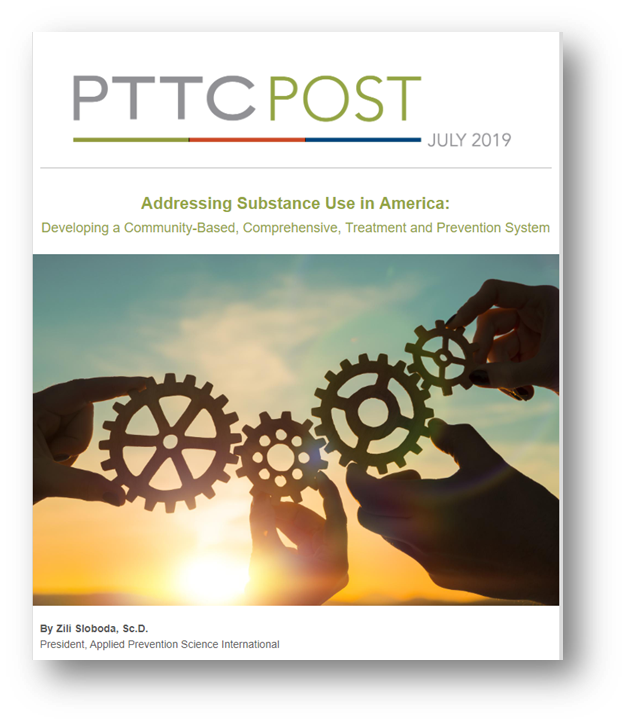 PTTC POST
JULY 2019
Addressing Substance Use in America:
Developing a Community-Based, Comprehensive, Treatment and Prevention System
By Zili Sloboda, Sc.D.
President, Applied Prevention Science International